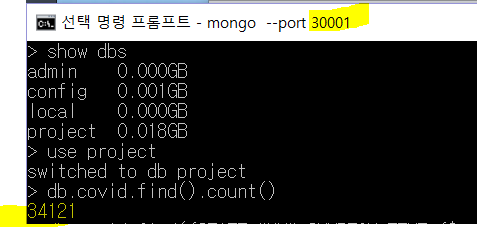 선택 명령 프롬프트 - mongo --port 30001
> show dbs
admin 0.000GB
config 0.001GB
local 0.000GB
project 0.018GB
> use project
switched to db project
> db.covid.find().count()
34121